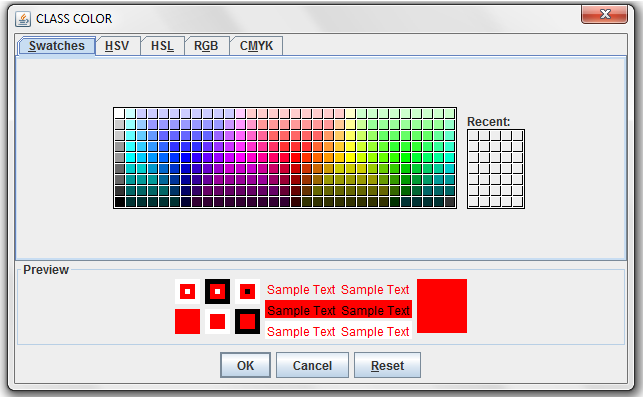 CLASS COLOR
Swatches HSV HSL RGB CMYK
Recent:
Preview
Sample Text Sample Text
Sample Text Sample Text
Sample Text Sample Text
OK Cancel Reset